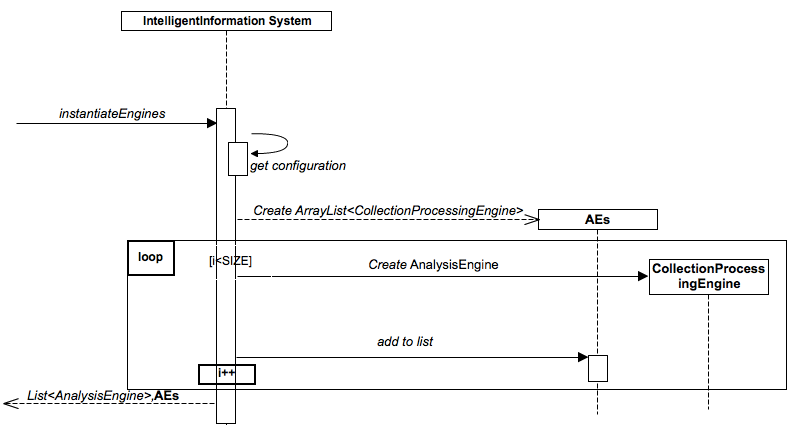 IntelligentInformation System
instantiateEngines
get configuration
Create ArrayList<CollectionProcessingEngine>
AEs
loop
[i<SIZE]
Create AnalysisEngine
CollectionProcess
ingEngine
add to list
i++
List<AnalysisEngine>,AEs